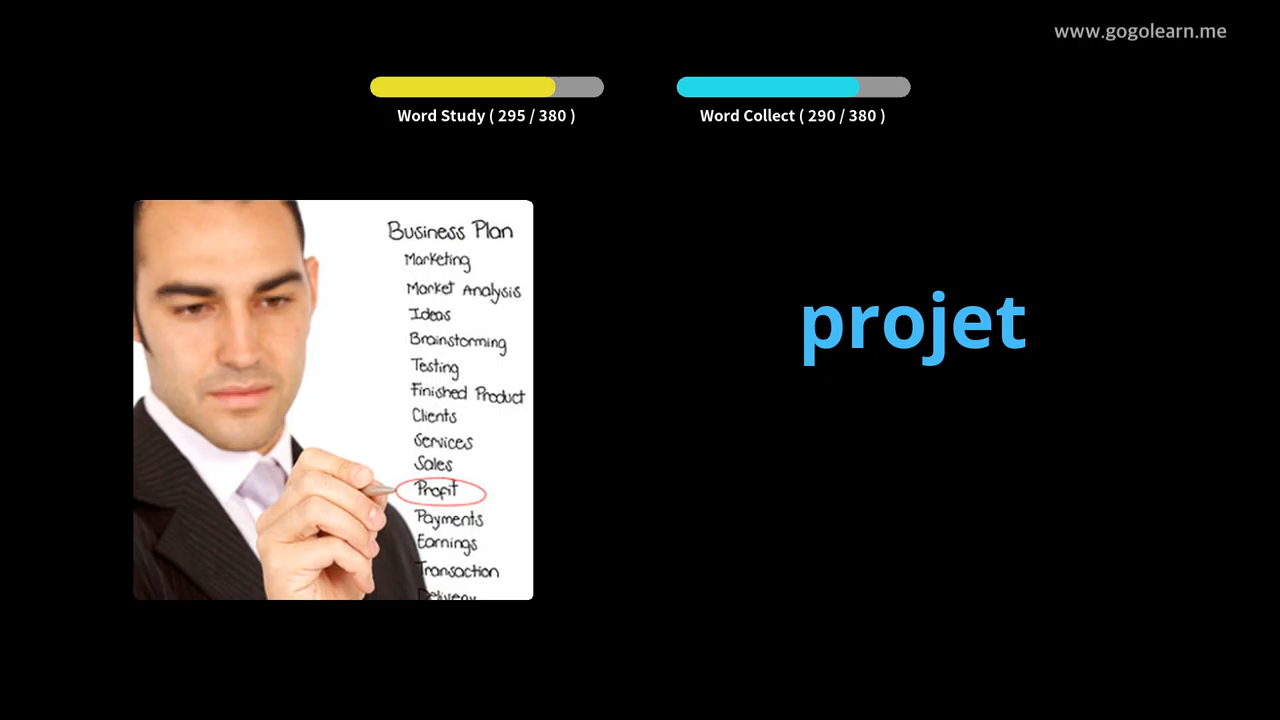 www.gogolearn.me
Word Study ( 295 / 380 )
Word Collect ( 290 / 380 )
Business Plan
Marketing
Market Analysis
Ideas
Brainstorming
Testing
Finished Product
Clients
Services
Sales
Profit
Payments
Earnings
Transaction
Delivery
projet